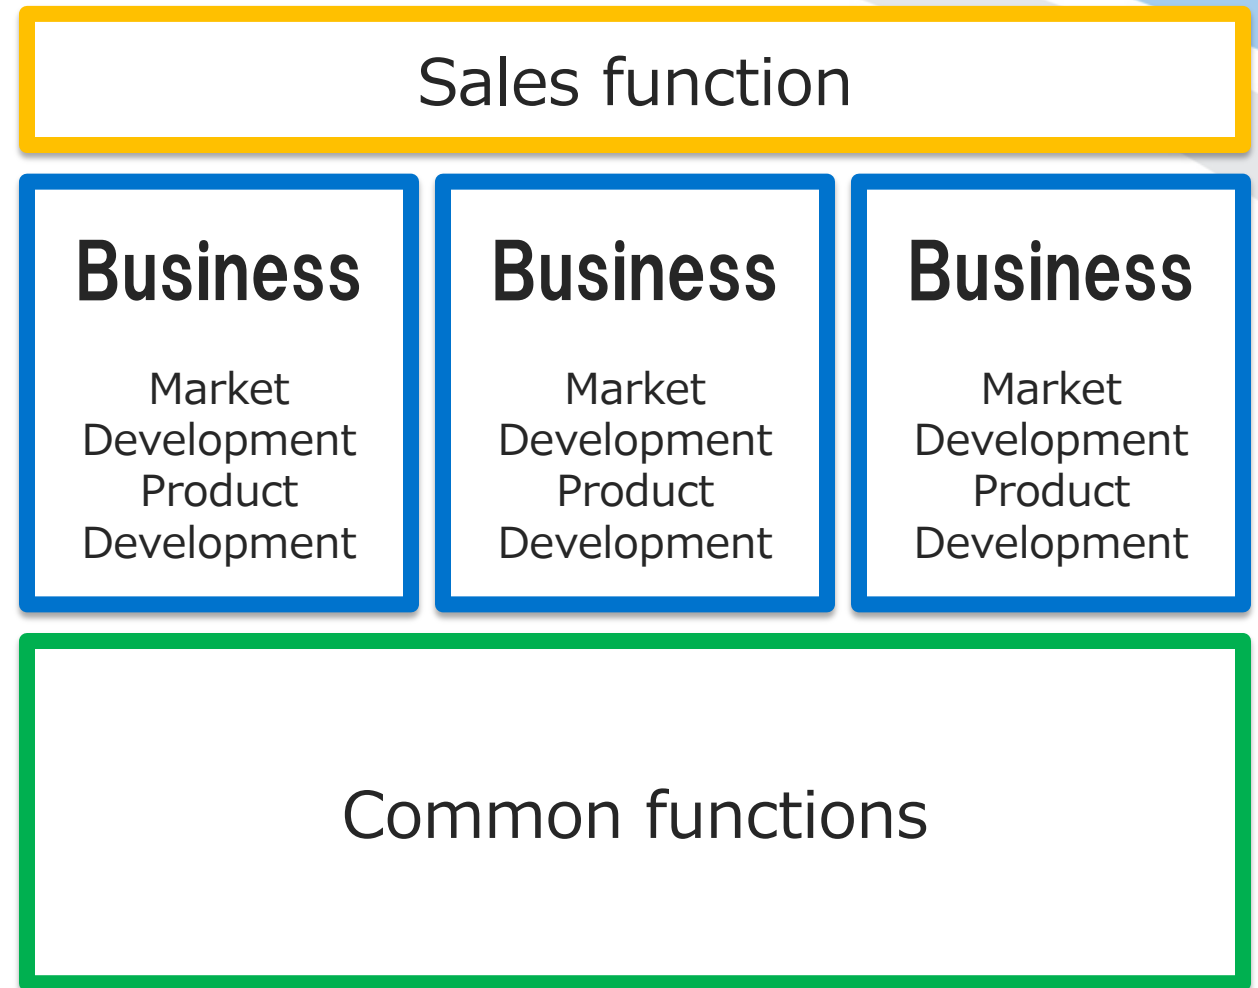 Sales function
Business
Market
Development
Product
Development
Business
Market
Development
Product
Development
Business
Market
Development
Product
Development
Common functions